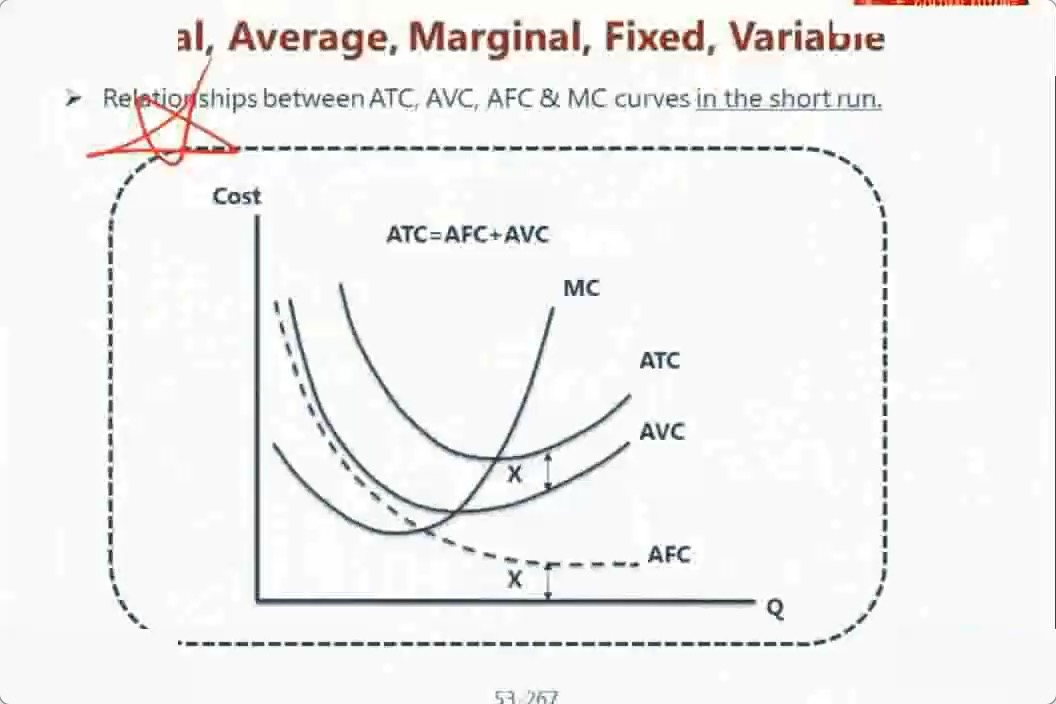 al, Average, Marginal, Fixed, Variable
➤ Relationships between ATC, AVC, AFC & MC curves in the short run.
Cost
ATC=AFC+AVC
MC
ATC
AVC
X
AFC
X
Q
53-267